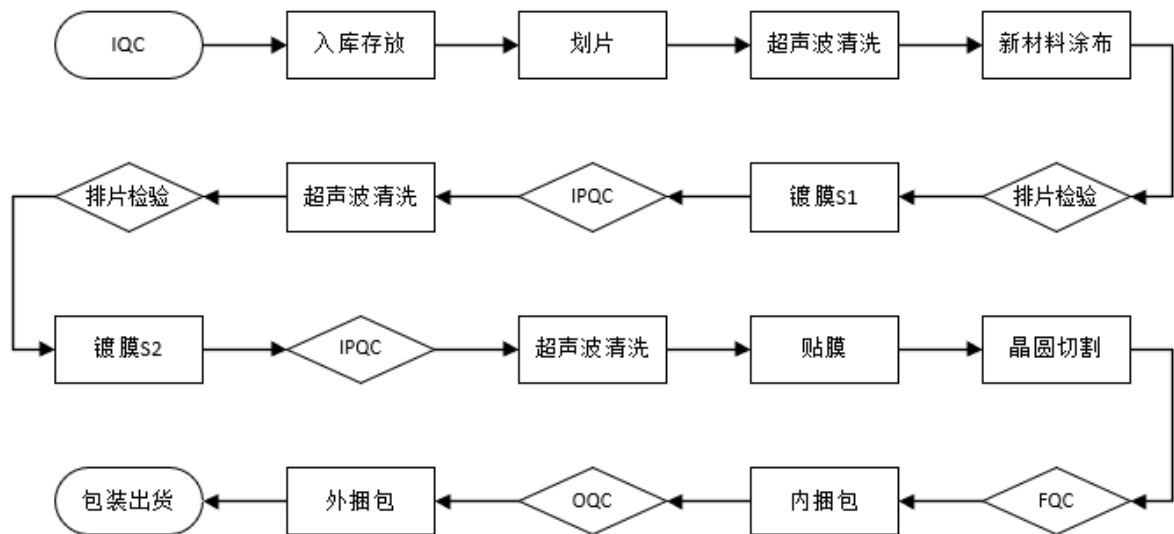 IQC
入库存放
划片
超声波清洗
新材料涂布
排片检验
超声波清洗
IPQC
镀膜S1
排片检验
镀膜S2
IPQC
超声波清洗
贴膜
晶圆切割
包装出货
外捆包
OQC
内捆包
FQC